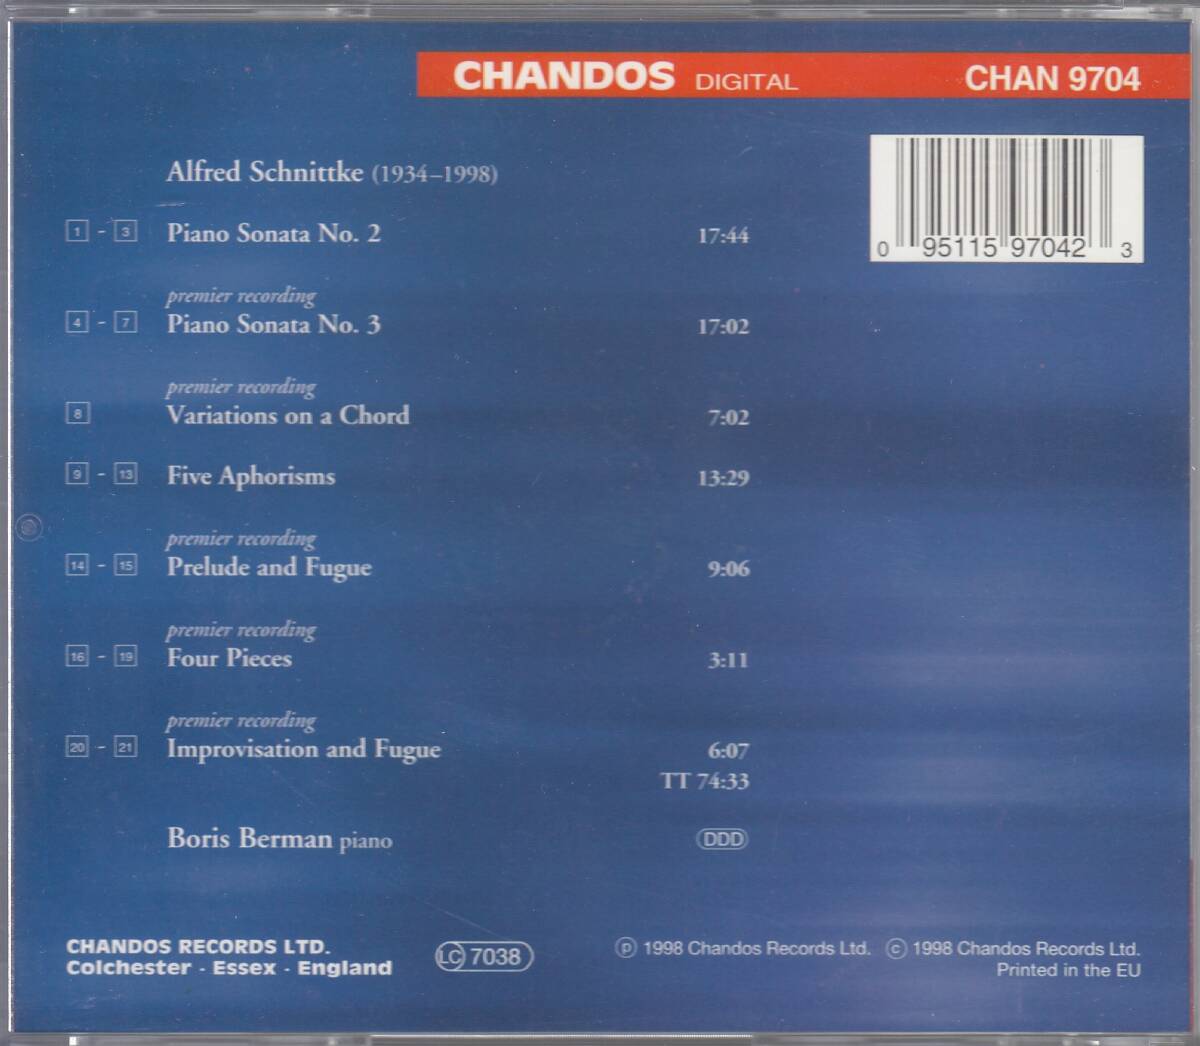 CHANDOS DIGITAL CHAN 9704
Alfred Schnittke (1934–1998)
1 - 3 Piano Sonata No. 2 17:44
premier recording
4 - 7 Piano Sonata No. 3 17:02
premier recording
8 Variations on a Chord 7:02
9 - 13 Five Aphorisms 13:29
premier recording
14 - 15 Prelude and Fugue 9:06
premier recording
16 - 19 Four Pieces 3:11
premier recording
20 - 21 Improvisation and Fugue 6:07
TT 74:33
Boris Berman piano DDD
0 95115 97042 3
CHANDOS RECORDS LTD.
Colchester · Essex · England
LC 7038
℗ 1998 Chandos Records Ltd. © 1998 Chandos Records Ltd.
Printed in the EU